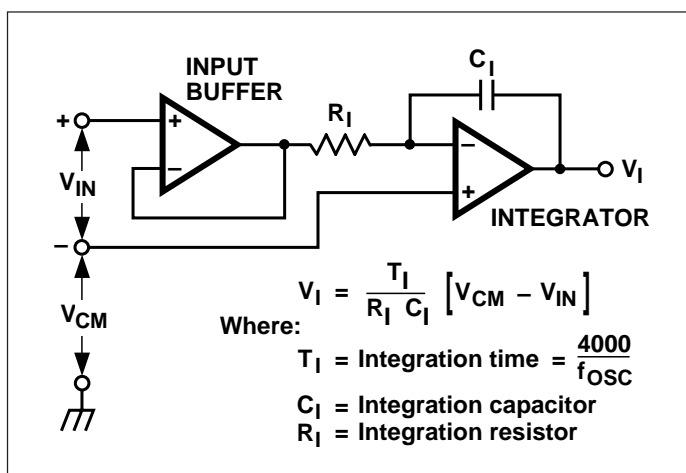 INPUT
BUFFER
C_I
R_I
+
+
−
−
+
V_IN
V_I
INTEGRATOR
−
V_CM
V_I = T_I / R_I C_I [V_CM − V_IN]
Where:
T_I = Integration time = 4000 / f_OSC
C_I = Integration capacitor
R_I = Integration resistor